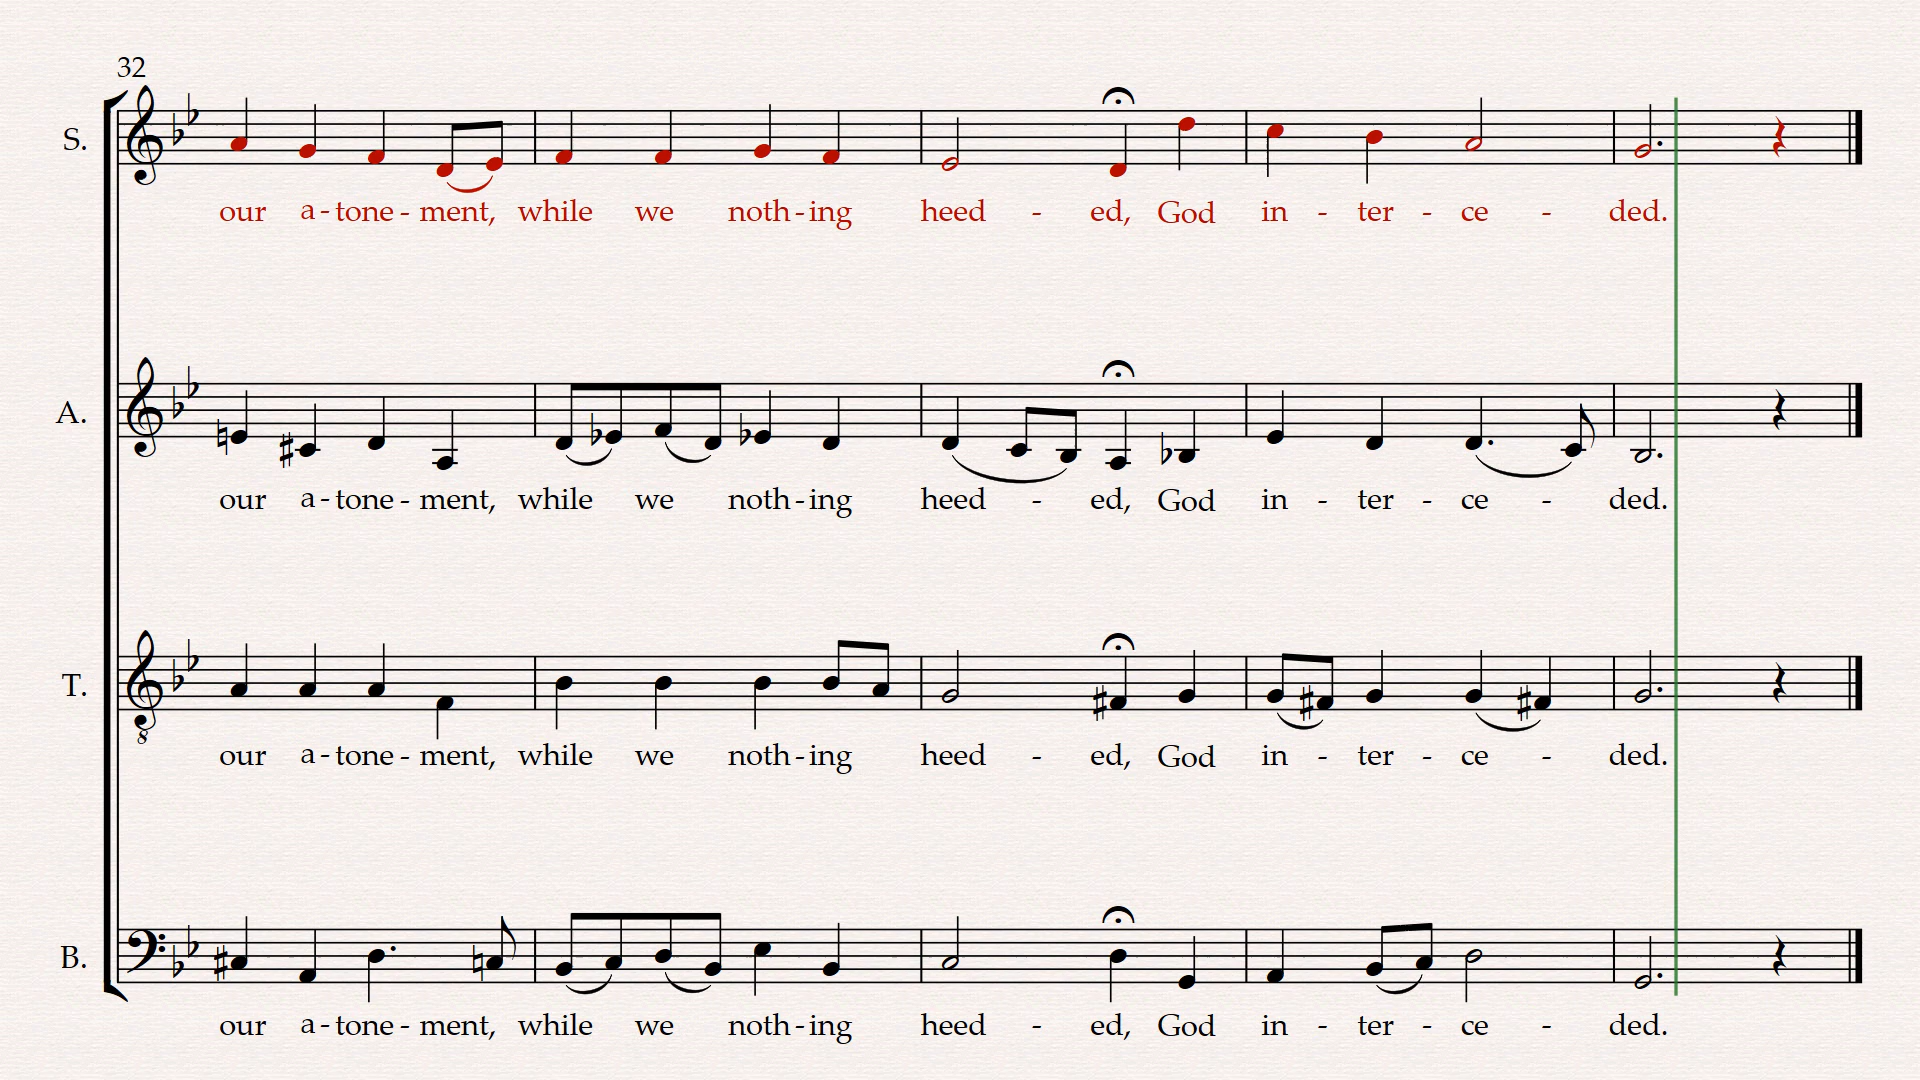 32
S.
our a - tone - ment, while we noth - ing heed - ed, God in - ter - ce - ded.
A.
our a - tone - ment, while we noth - ing heed - ed, God in - ter - ce - ded.
T.
8
our a - tone - ment, while we noth - ing heed - ed, God in - ter - ce - ded.
B.
our a - tone - ment, while we noth - ing heed - ed, God in - ter - ce - ded.